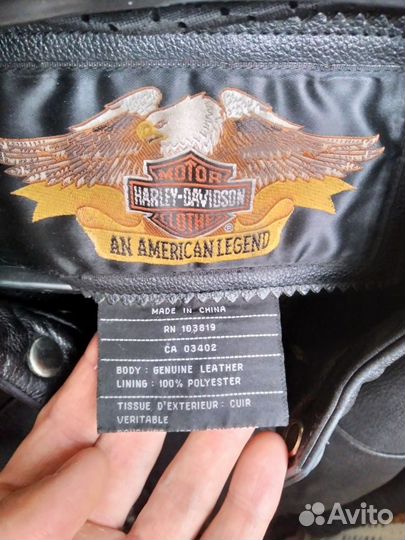 MOTOR
HARLEY-DAVIDSON
CLOTHES
®
AN AMERICAN LEGEND
MADE IN CHINA
RN 103819
CA 03402
BODY : GENUINE LEATHER
LINING : 100% POLYESTER
TISSUE D'EXTERIEUR : CUIR
VERITABLE
Avito